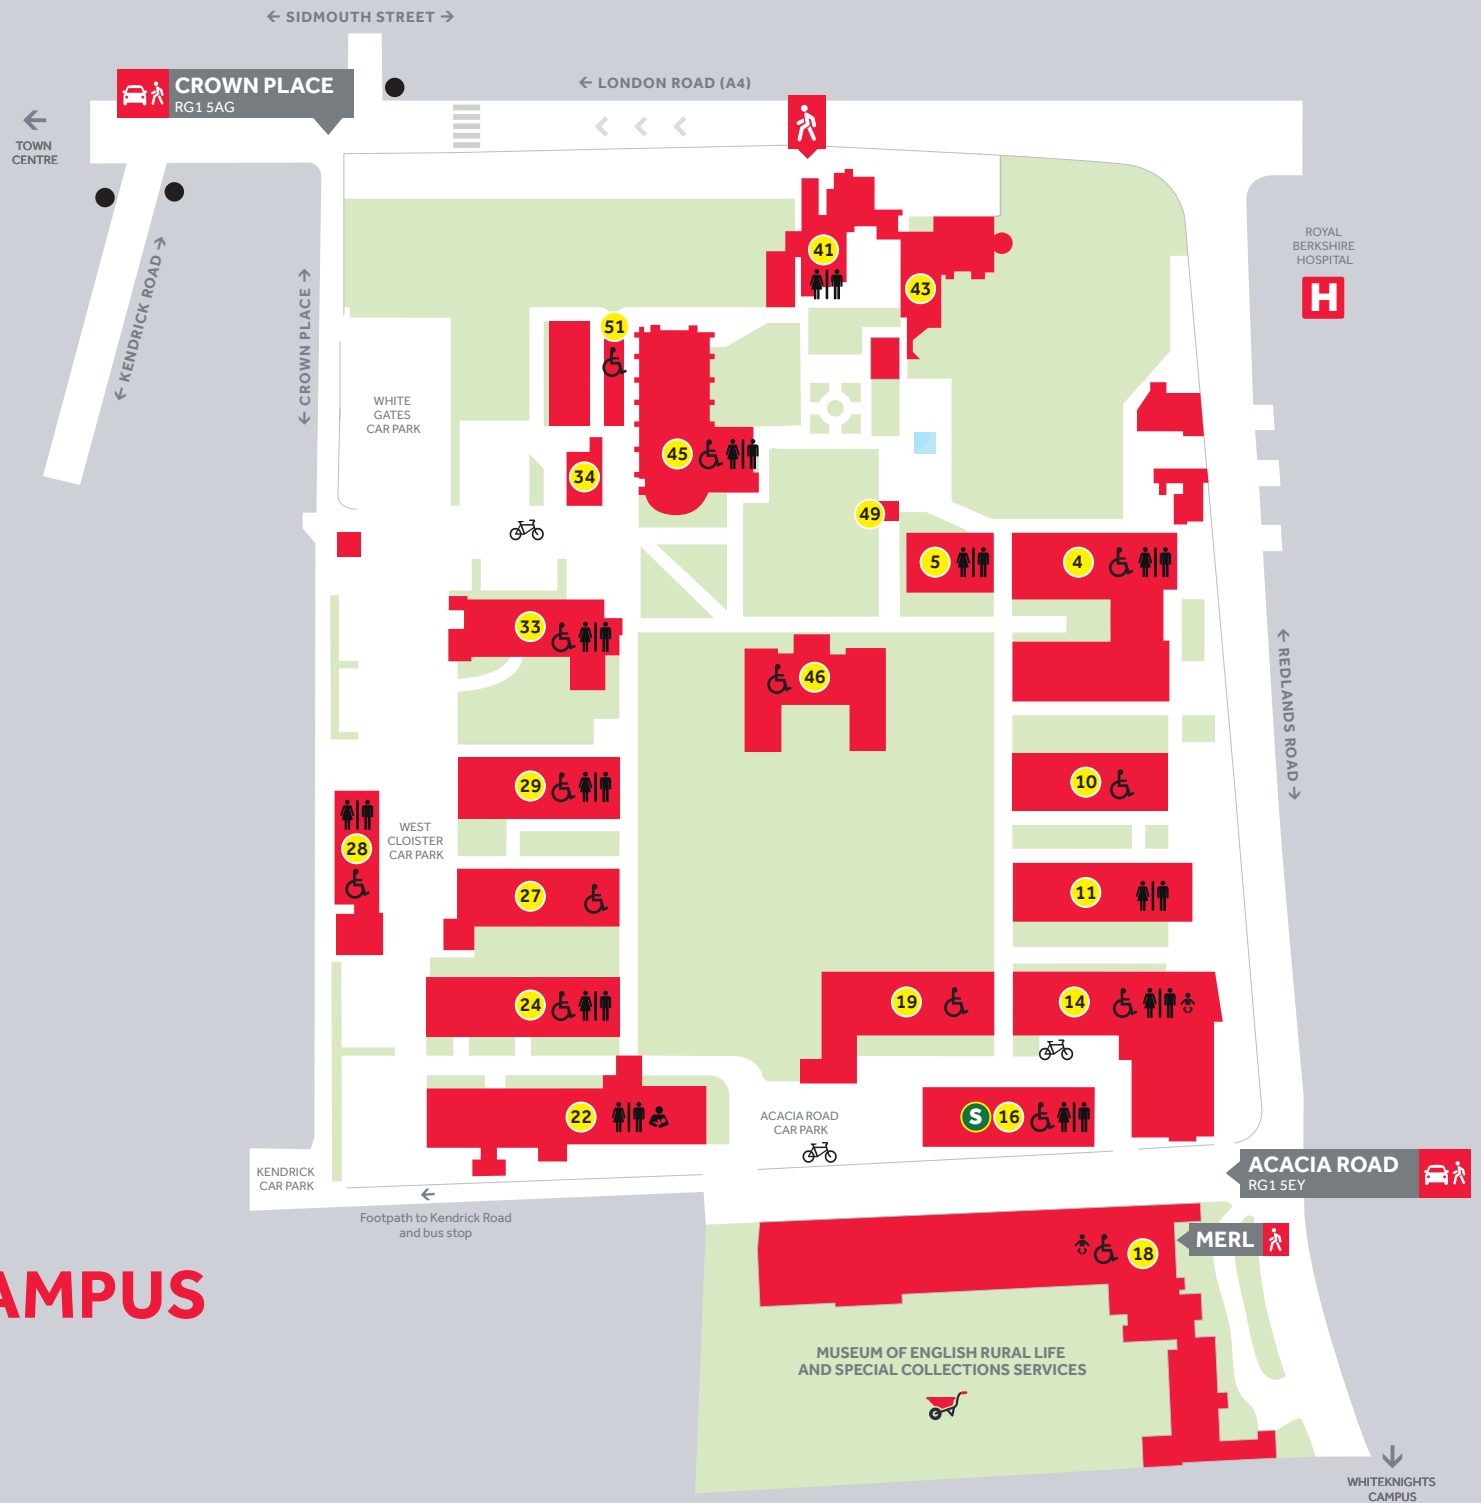 ← SIDMOUTH STREET →
CROWN PLACE
RG1 5AG
← LONDON ROAD (A4)
TOWN
CENTRE
← KENDRICK ROAD →
← CROWN PLACE →
ROYAL
BERKSHIRE
HOSPITAL
H
41
43
51
WHITE
GATES
CAR PARK
45
34
49
5
4
33
46
← REDLANDS ROAD →
29
10
28
WEST
CLOISTER
CAR PARK
27
11
24
19
14
22
ACACIA ROAD
CAR PARK
S
16
KENDRICK
CAR PARK
ACACIA ROAD
RG1 5EY
Footpath to Kendrick Road
and bus stop
MERL
18
AMPUS
MUSEUM OF ENGLISH RURAL LIFE
AND SPECIAL COLLECTIONS SERVICES
WHITEKNIGHTS
CAMPUS